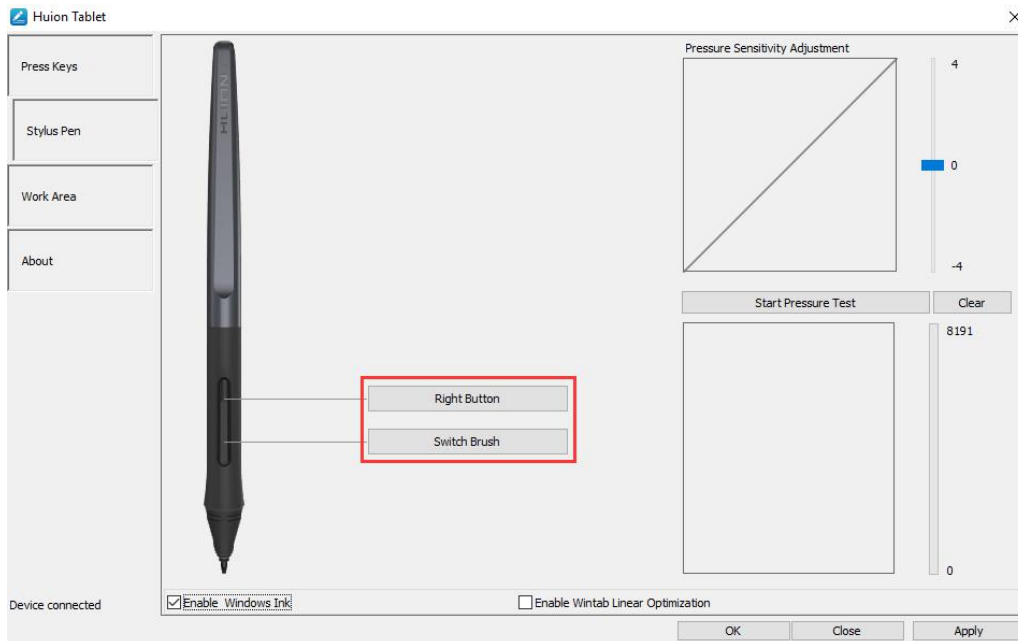 Huion Tablet
Press Keys
Stylus Pen
Work Area
About
Device connected
HUION
Right Button
Switch Brush
Pressure Sensitivity Adjustment
4
0
-4
Start Pressure Test
Clear
8191
0
Enable Windows Ink
Enable Wintab Linear Optimization
OK
Close
Apply